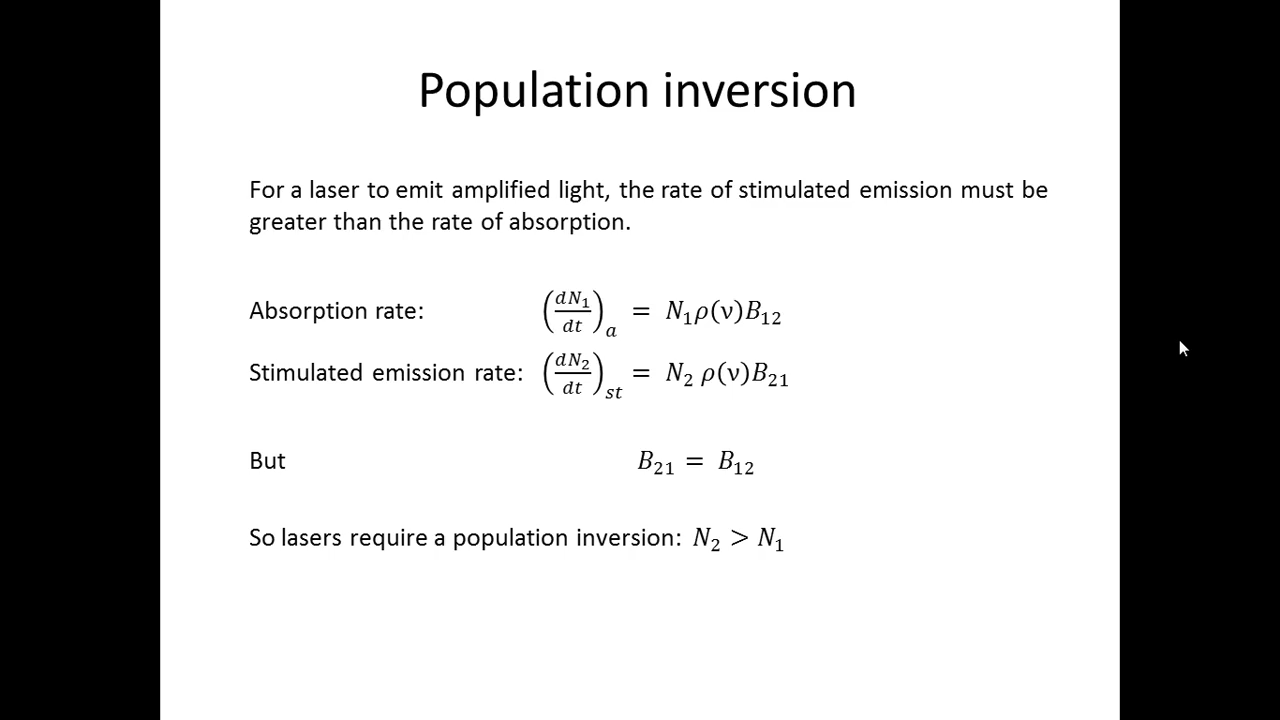 Population inversion
For a laser to emit amplified light, the rate of stimulated emission must be
greater than the rate of absorption.
Absorption rate: (dN₁/dt)ₐ = N₁ρ(ν)B₁₂
Stimulated emission rate: (dN₂/dt)ₛₜ = N₂ ρ(ν)B₂₁
But B₂₁ = B₁₂
So lasers require a population inversion: N₂ > N₁